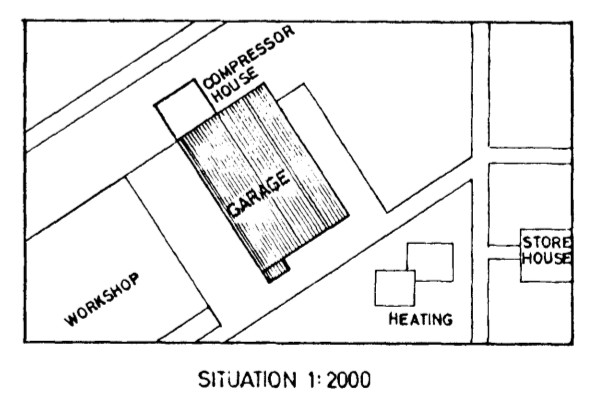 COMPRESSOR
HOUSE
GARAGE
STORE
HOUSE
WORKSHOP
HEATING
SITUATION 1:2000